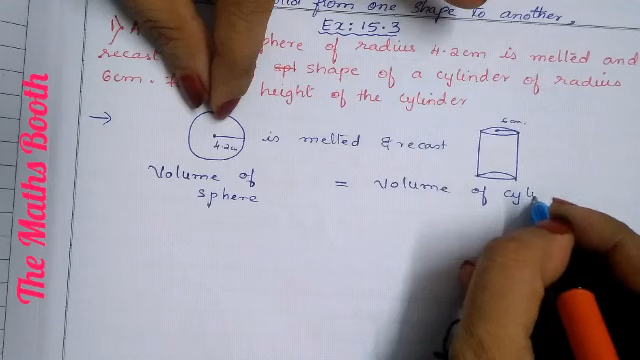 solid from one shape to another.
Ex: 15.3
1) A
sphere of radius 4.2cm is melted and
recast shape of a cylinder of radius
6cm. height of the cylinder
6cm.
4.2cm is melted & recast
Volume of
sphere = Volume of cyl
The Maths Booth